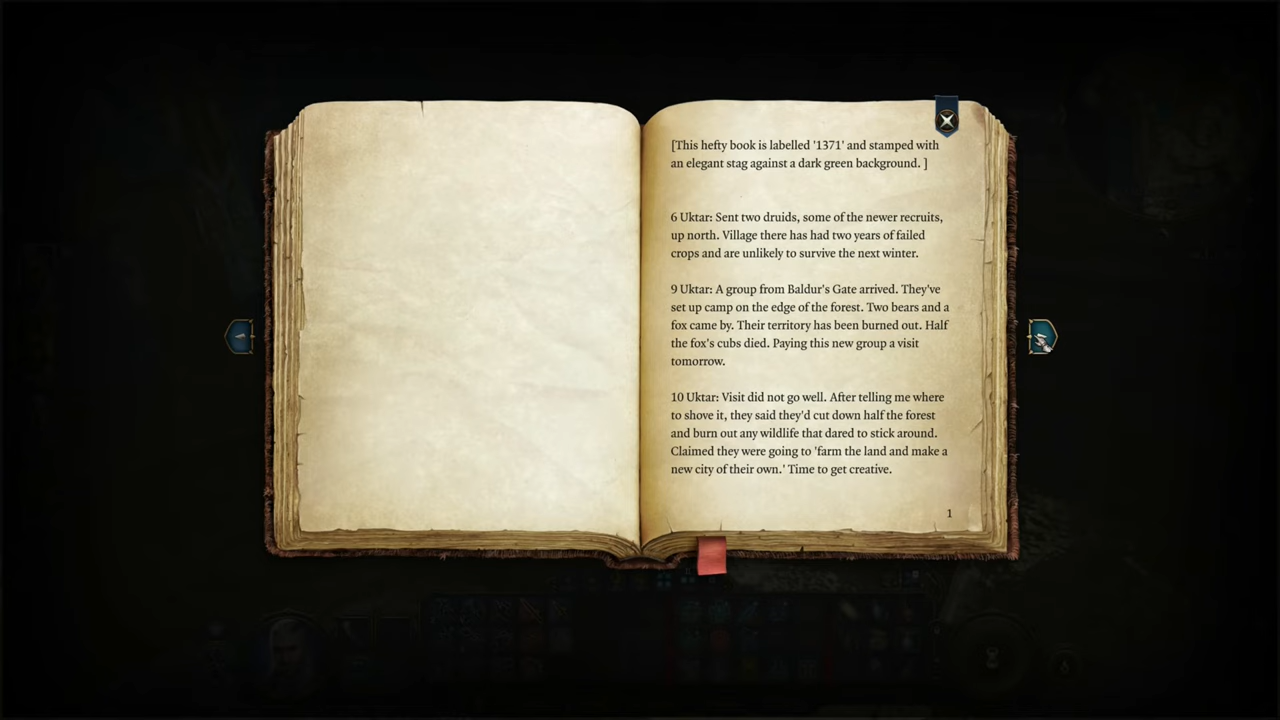 [This hefty book is labelled '1371' and stamped with
an elegant stag against a dark green background. ]
6 Uktar: Sent two druids, some of the newer recruits,
up north. Village there has had two years of failed
crops and are unlikely to survive the next winter.
9 Uktar: A group from Baldur's Gate arrived. They've
set up camp on the edge of the forest. Two bears and a
fox came by. Their territory has been burned out. Half
the fox's cubs died. Paying this new group a visit
tomorrow.
10 Uktar: Visit did not go well. After telling me where
to shove it, they said they'd cut down half the forest
and burn out any wildlife that dared to stick around.
Claimed they were going to 'farm the land and make a
new city of their own.' Time to get creative.
1